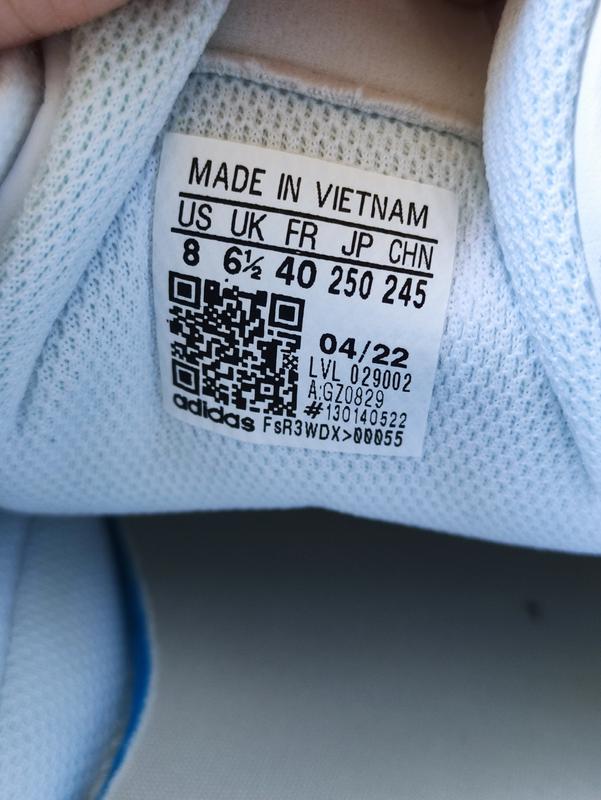 MADE IN VIETNAM
US UK FR JP CHN
8 6½ 40 250 245
04/22
LVL 029002
A:GZ0829
#130140522
adidas FsR3WDX>00055